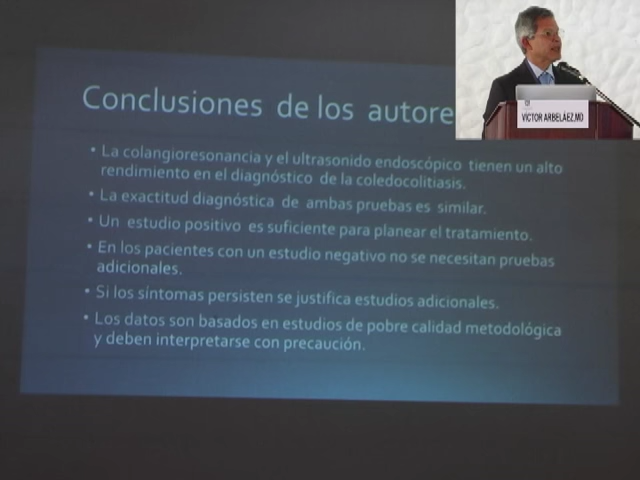 Conclusiones de los autore
VICTOR ARBELÁEZ,MD
• La colangioresonancia y el ultrasonido endoscópico tienen un alto
rendimiento en el diagnóstico de la coledocolitiasis.
• La exactitud diagnóstica de ambas pruebas es similar.
• Un estudio positivo es suficiente para planear el tratamiento.
• En los pacientes con un estudio negativo no se necesitan pruebas
adicionales.
• Si los síntomas persisten se justifica estudios adicionales.
• Los datos son basados en estudios de pobre calidad metodológica
y deben interpretarse con precaución.